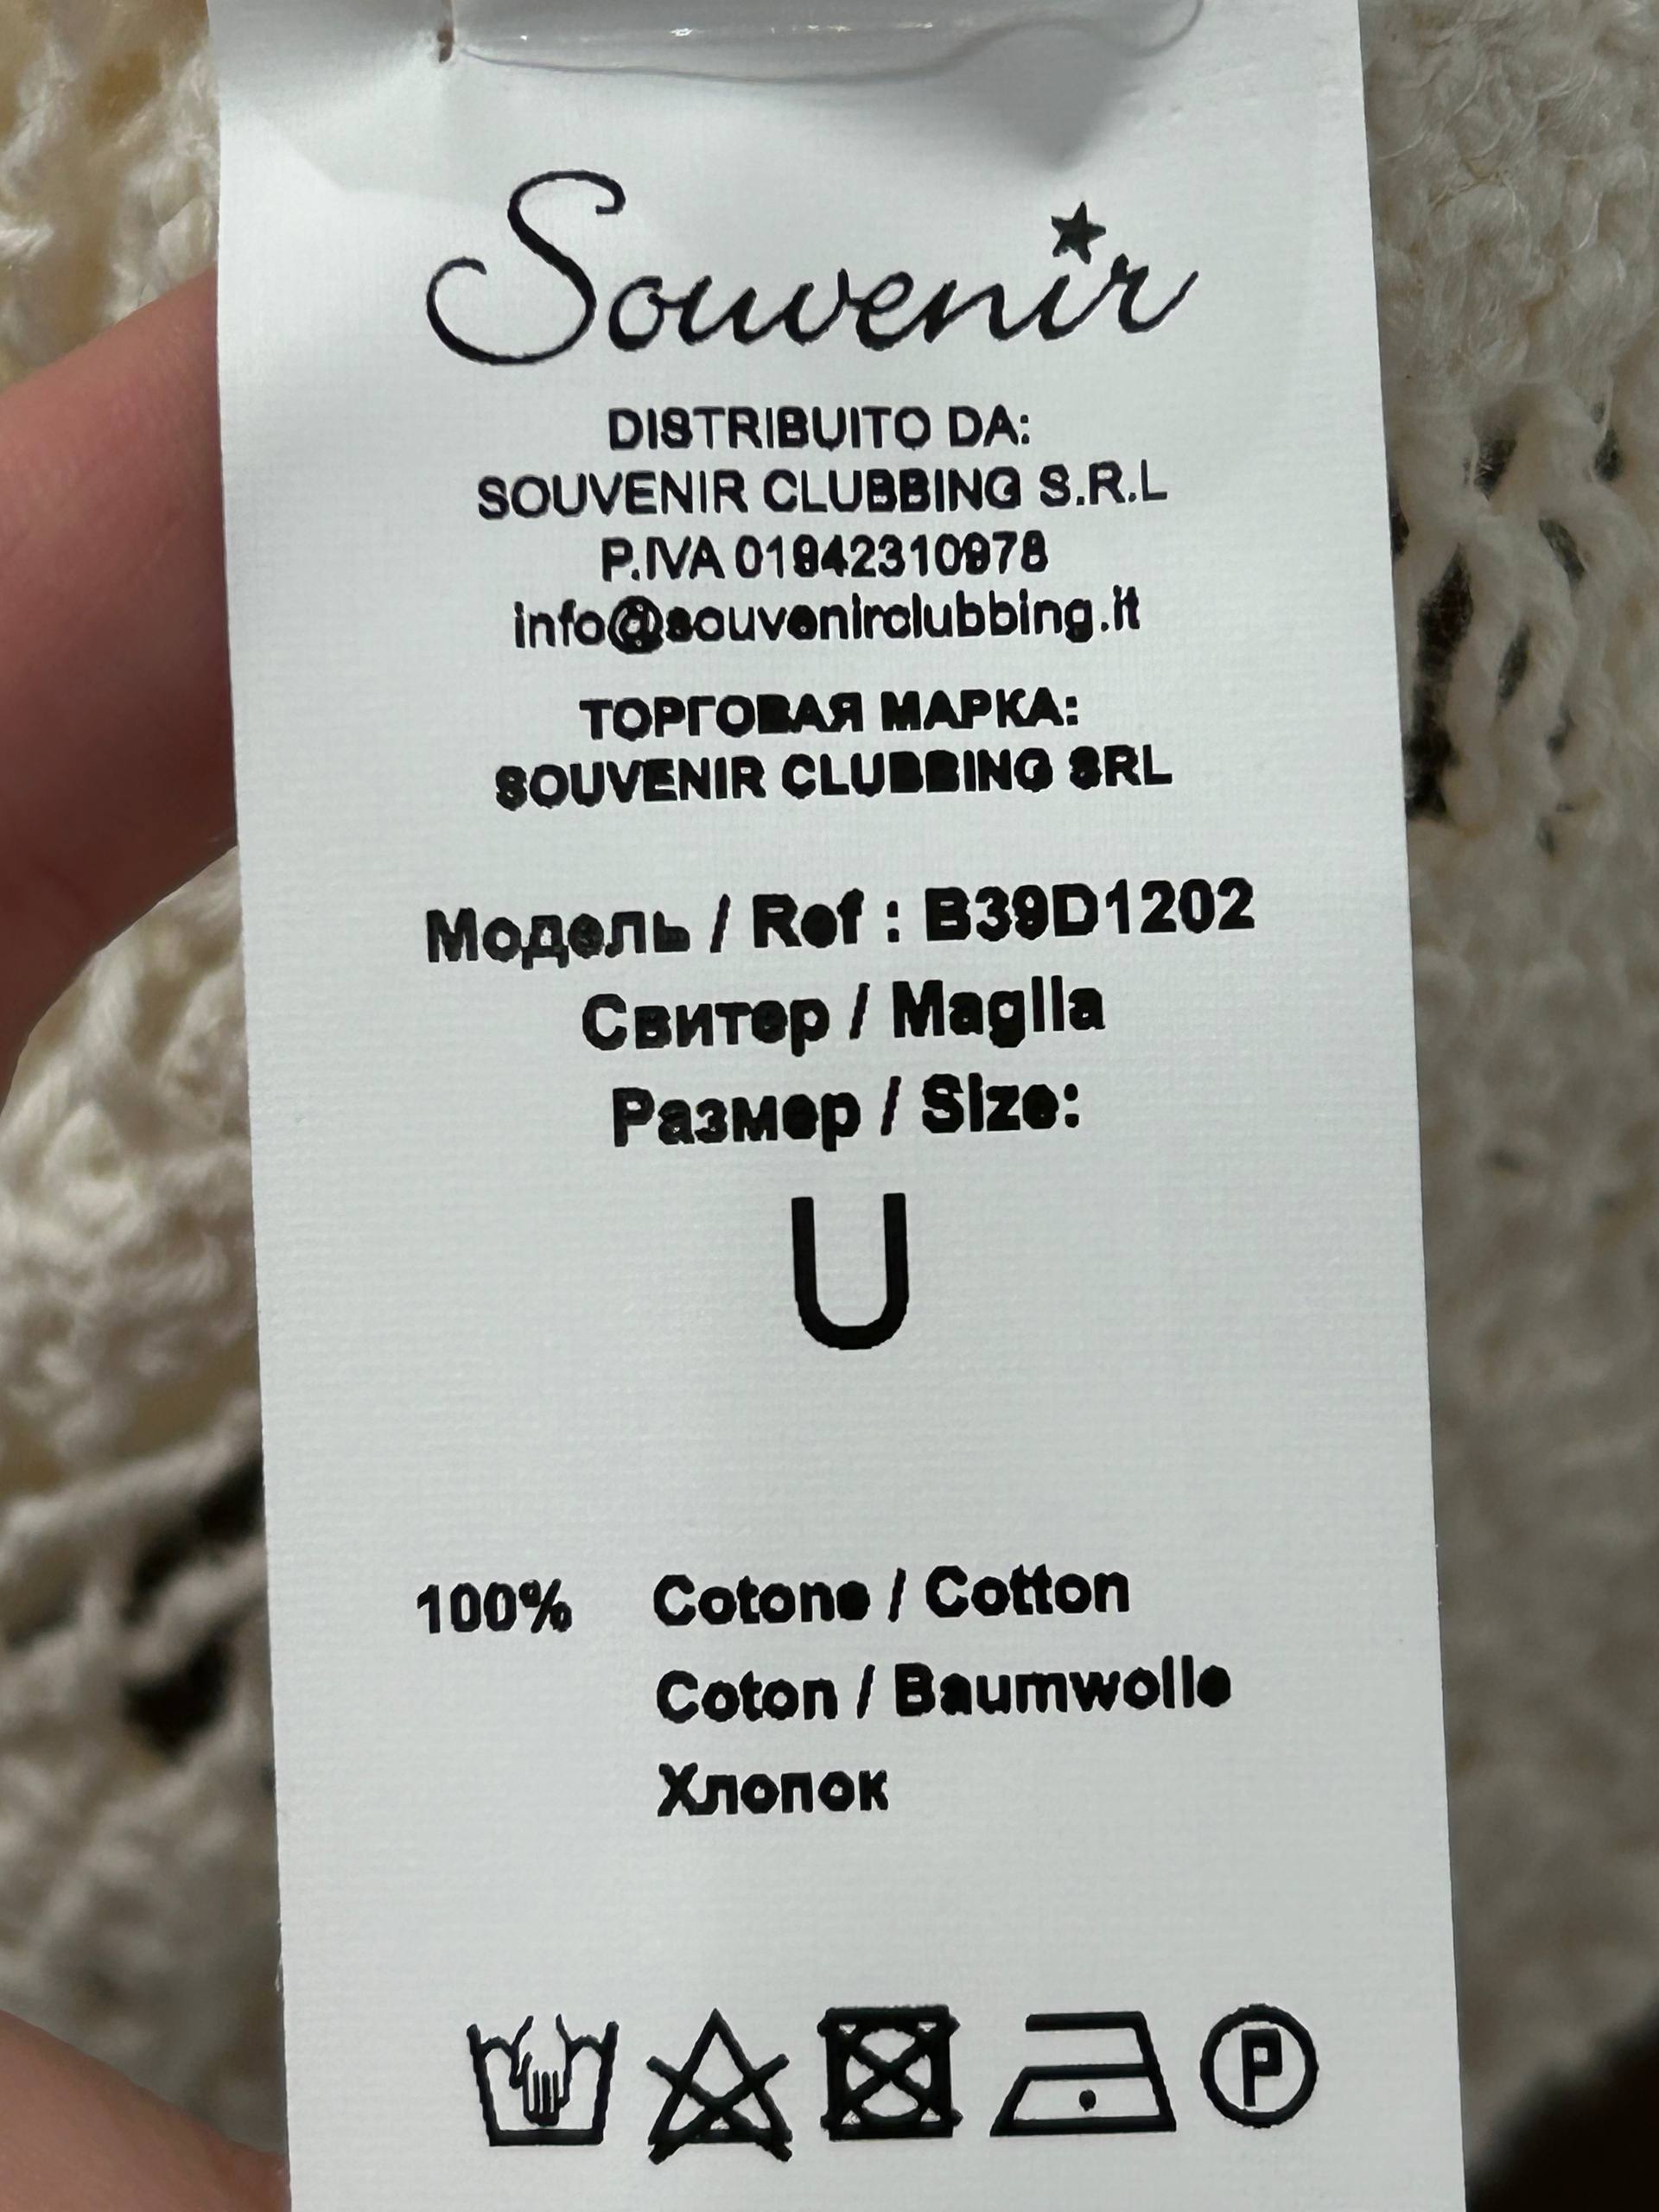 Souvenir
DISTRIBUITO DA:
SOUVENIR CLUBBING S.R.L
P.IVA 01942310978
info@souvenirclubbing.it
ТОРГОВАЯ МАРКА:
SOUVENIR CLUBBING SRL
Модель / Ref : B39D1202
Свитер / Maglia
Размер / Size:
U
100% Cotone / Cotton
Coton / Baumwolle
Хлопок
P